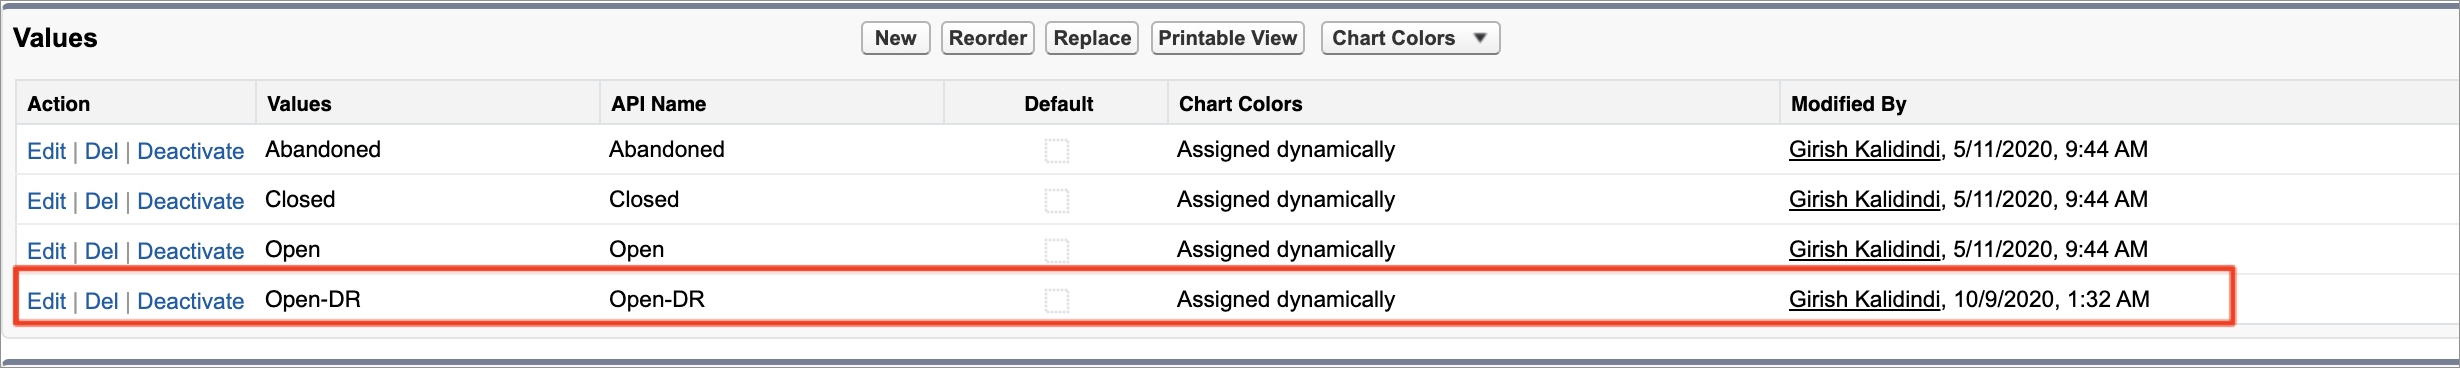 Values New Reorder Replace Printable View Chart Colors
Action Values API Name Default Chart Colors Modified By
Edit | Del | Deactivate Abandoned Abandoned Assigned dynamically Girish Kalidindi, 5/11/2020, 9:44 AM
Edit | Del | Deactivate Closed Closed Assigned dynamically Girish Kalidindi, 5/11/2020, 9:44 AM
Edit | Del | Deactivate Open Open Assigned dynamically Girish Kalidindi, 5/11/2020, 9:44 AM
Edit | Del | Deactivate Open-DR Open-DR Assigned dynamically Girish Kalidindi, 10/9/2020, 1:32 AM